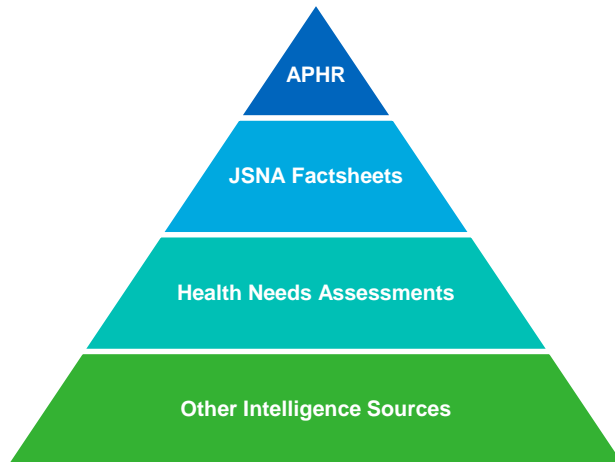 APHR
JSNA Factsheets
Health Needs Assessments
Other Intelligence Sources